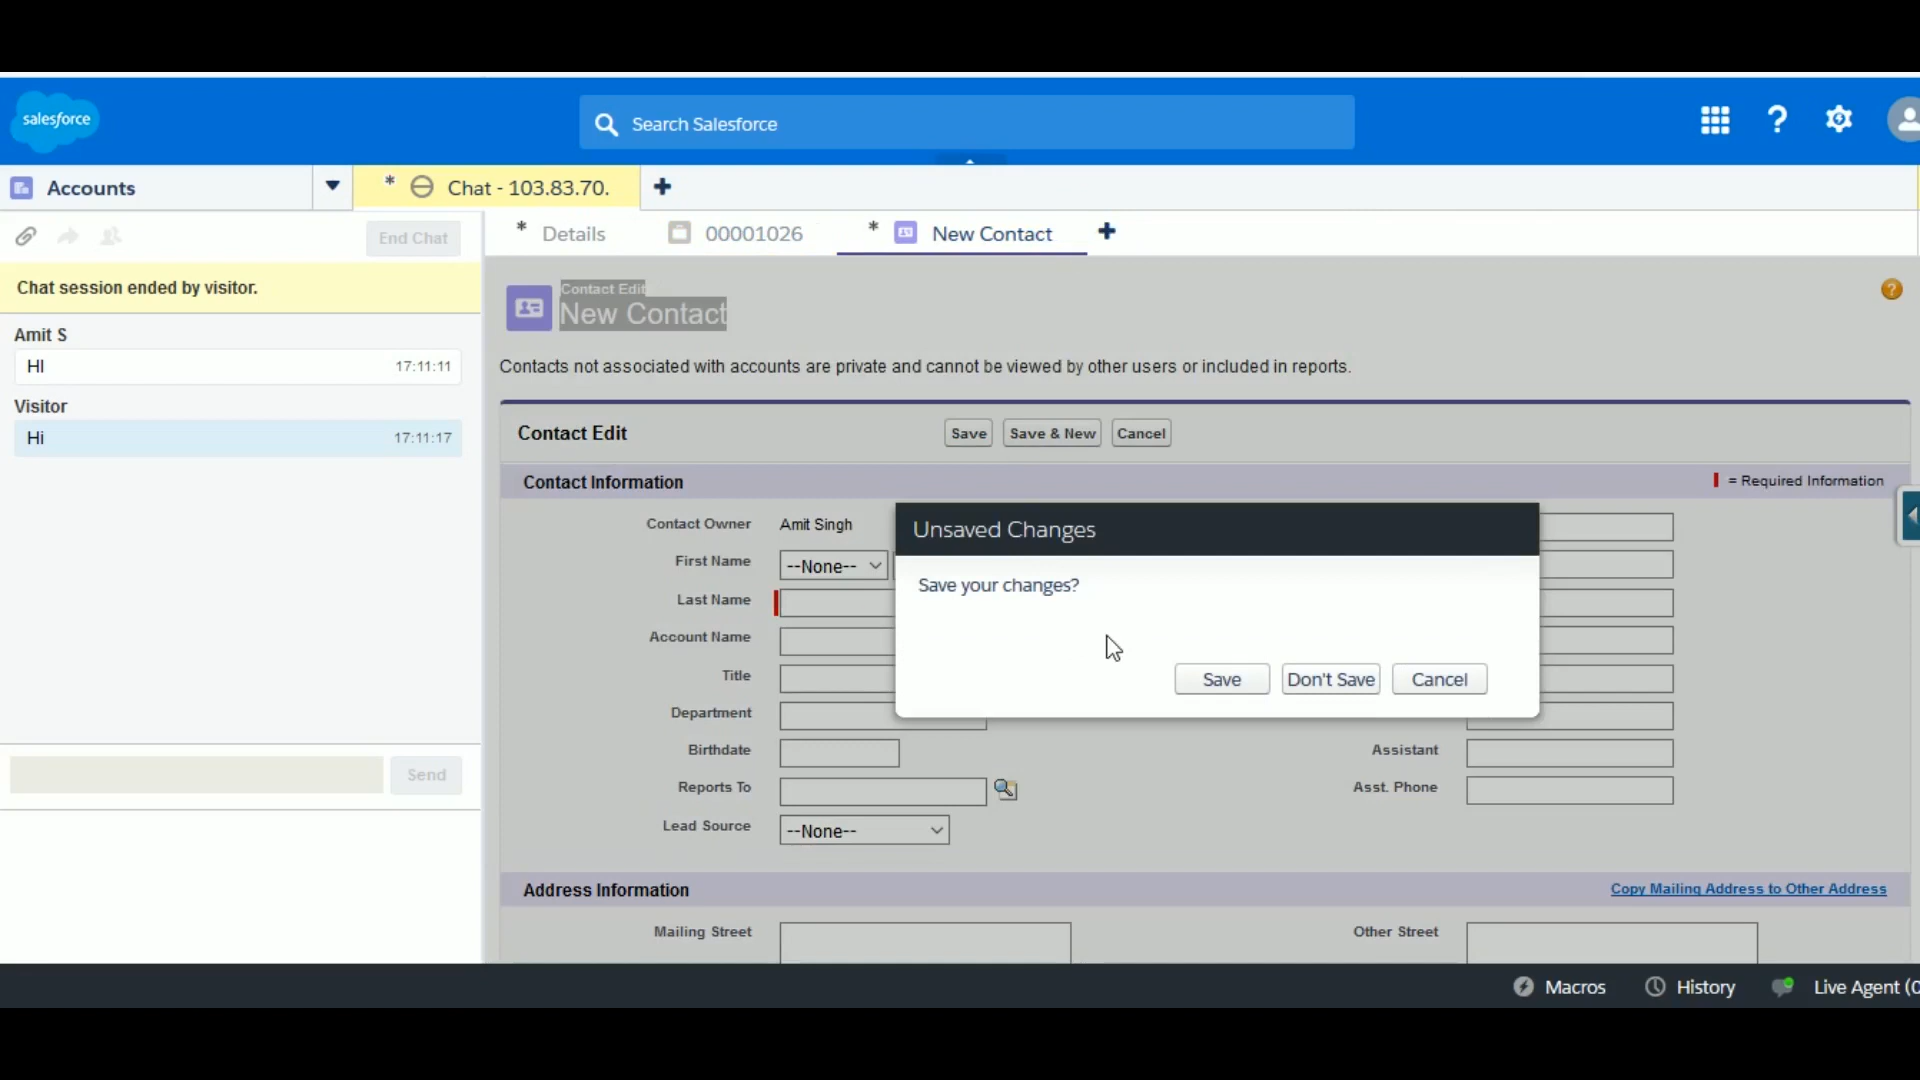 salesforce
Search Salesforce
?
Accounts
* Chat - 103.83.70. +
End Chat
* Details
00001026
* New Contact +
Chat session ended by visitor.
Amit S
HI 17:11:11
Visitor
Hi 17:11:17
Send
Contact Edit
New Contact
?
Contacts not associated with accounts are private and cannot be viewed by other users or included in reports.
Contact Edit
Save
Save & New
Cancel
Contact Information
= Required Information
Contact Owner Amit Singh
First Name --None--
Last Name
Account Name
Title
Department
Birthdate
Reports To
Lead Source --None--
Assistant
Asst. Phone
Unsaved Changes
Save your changes?
Save
Don't Save
Cancel
Address Information
Copy Mailing Address to Other Address
Mailing Street
Other Street
Macros
History
Live Agent (0